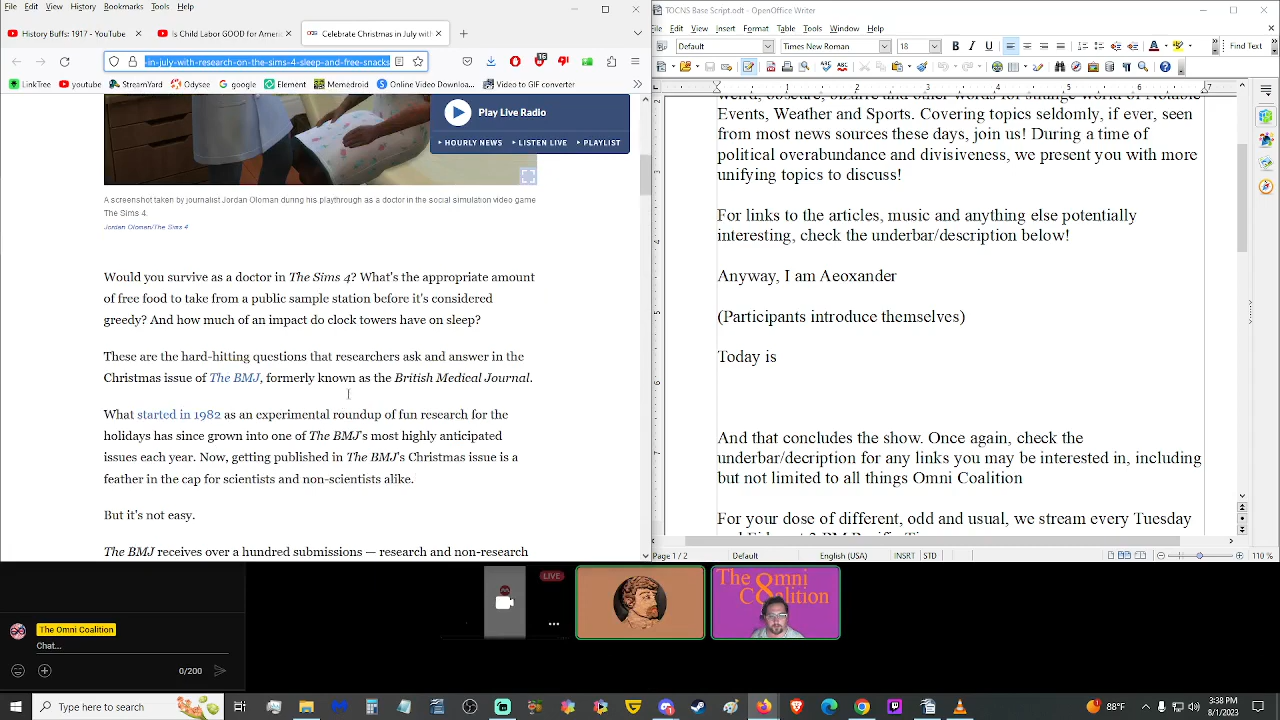 File Edit View History Bookmarks Tools Help
History Buffs: 1917 - YouTube
Is Child Labor GOOD for Amer
Celebrate Christmas in July with
-in-july-with-research-on-the-sims-4-sleep-and-free-snacks
LinkTree youtube StreamYard Odysee google Element Memedroid Online Video Download...
Play Live Radio
HOURLY NEWS LISTEN LIVE PLAYLIST
A screenshot taken by journalist Jordan Oloman during his playthrough as a doctor in the social simulation video game
The Sims 4.
Jordan Oloman/The Sims 4
Would you survive as a doctor in The Sims 4? What's the appropriate amount
of free food to take from a public sample station before it's considered
greedy? And how much of an impact do clock towers have on sleep?
These are the hard-hitting questions that researchers ask and answer in the
Christmas issue of The BMJ, formerly known as the British Medical Journal.
What started in 1982 as an experimental roundup of fun research for the
holidays has since grown into one of The BMJ's most highly anticipated
issues each year. Now, getting published in The BMJ's Christmas issue is a
feather in the cap for scientists and non-scientists alike.
But it's not easy.
The BMJ receives over a hundred submissions — research and non-research
TOCNS Base Script.odt - OpenOffice Writer
File Edit View Insert Format Table Tools Window Help
Default Times New Roman 18 Find Text
Events, Weather and Sports. Covering topics seldomly, if ever, seen
from most news sources these days, join us! During a time of
political overabundance and divisiveness, we present you with more
unifying topics to discuss!
For links to the articles, music and anything else potentially
interesting, check the underbar/description below!
Anyway, I am Aeoxander
(Participants introduce themselves)
Today is
And that concludes the show. Once again, check the
underbar/decription for any links you may be interested in, including
but not limited to all things Omni Coalition
For your dose of different, odd and usual, we stream every Tuesday
Page 1 / 2 Default English (USA) INSRT STD 110 %
LIVE
The Omni
Coalition
The Omni Coalition
Chat...
0/200
Type here to search
88°F
3:38 PM
8/1/2023